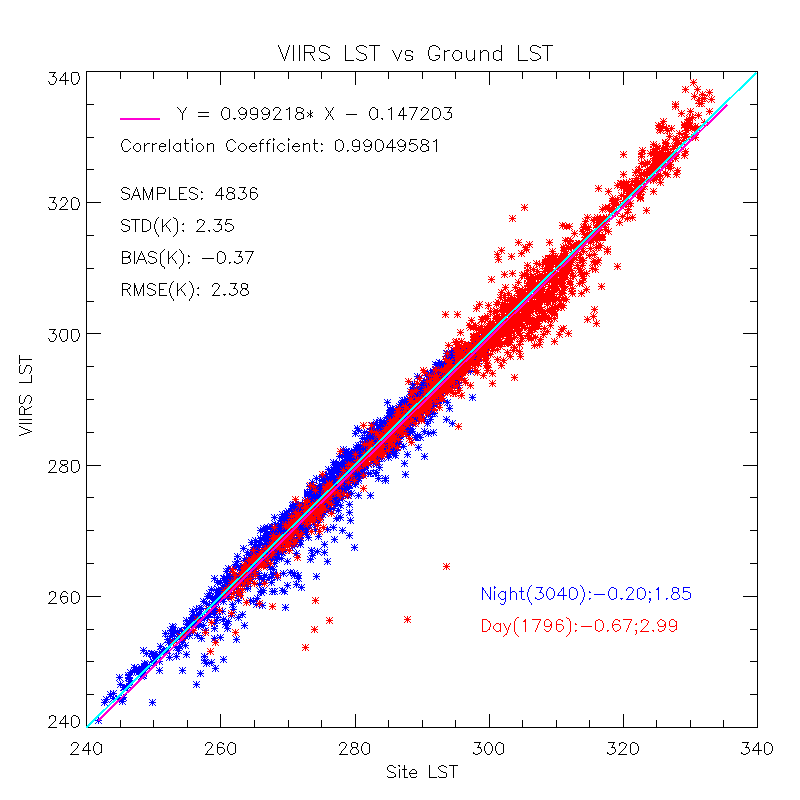 VIIRS LST vs Ground LST
340
320
300
280
260
240
VIIRS LST
Y = 0.999218* X − 0.147203
Correlation Coefficient: 0.99049581
SAMPLES: 4836
STD(K): 2.35
BIAS(K): −0.37
RMSE(K): 2.38
Night(3040):−0.20;1.85
Day(1796):−0.67;2.99
240 260 280 300 320 340
Site LST